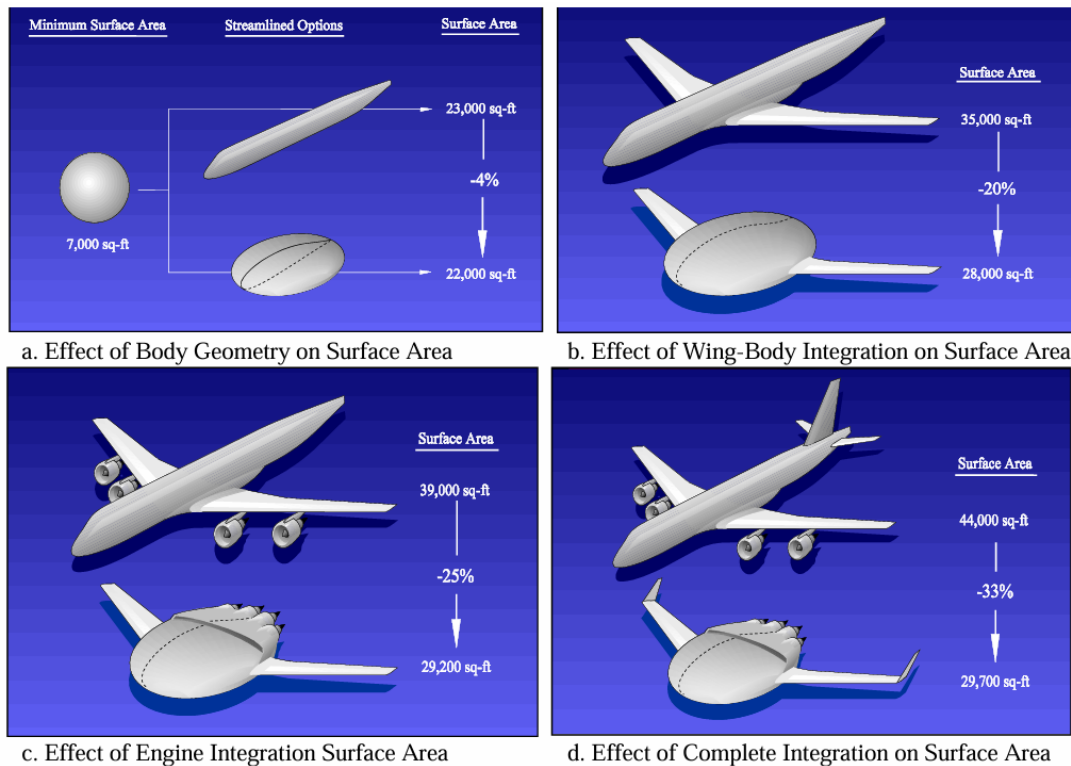 Minimum Surface Area
Streamlined Options
Surface Area
23,000 sq-ft
-4%
7,000 sq-ft
22,000 sq-ft
a. Effect of Body Geometry on Surface Area
Surface Area
35,000 sq-ft
-20%
28,000 sq-ft
b. Effect of Wing-Body Integration on Surface Area
Surface Area
39,000 sq-ft
-25%
29,200 sq-ft
c. Effect of Engine Integration Surface Area
Surface Area
44,000 sq-ft
-33%
29,700 sq-ft
d. Effect of Complete Integration on Surface Area